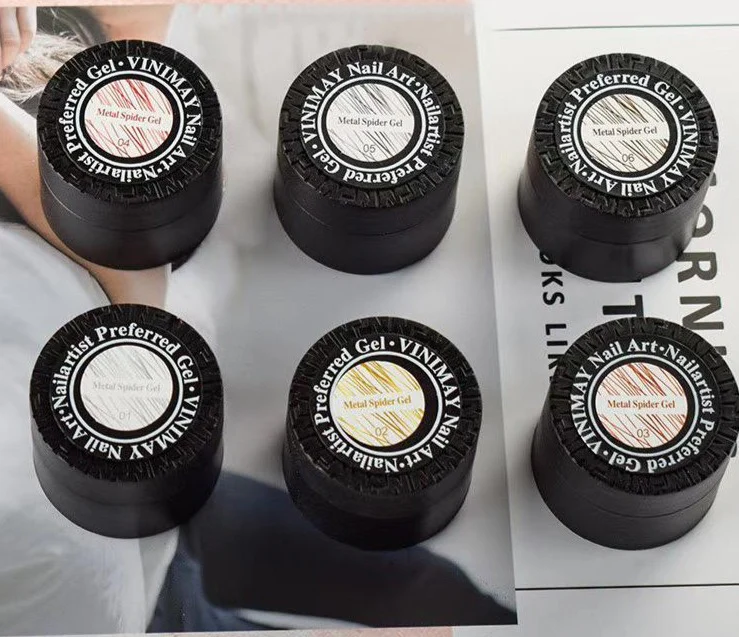 Nailartist Preferred Gel · VINIMAY Nail Art ·
Metal Spider Gel
04
VINIMAY Nail Art · Nailartist Preferred Gel ·
Metal Spider Gel
05
Nailartist Preferred Gel · VINIMAY Nail Art ·
Metal Spider Gel
06
Nailartist Preferred Gel · VINIMAY Nail Art ·
Metal Spider Gel
01
Nailartist Preferred Gel · VINIMAY Nail Art ·
Metal Spider Gel
02
VINIMAY Nail Art · Nailartist Preferred Gel ·
Metal Spider Gel
03